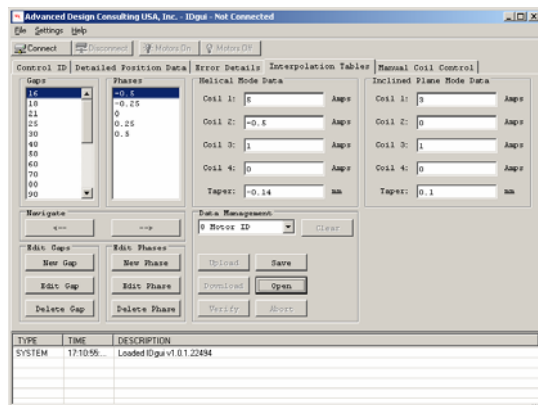 Advanced Design Consulting USA, Inc. - IDgui - Not Connected
File Settings Help
Connect Disconnect Motors On Motors Off
Control ID Detailed Position Data Error Details Interpolation Tables Manual Coil Control
Gaps
16
18
21
25
30
40
50
60
70
80
90
Phases
-0.5
-0.25
0
0.25
0.5
Helical Mode Data
Coil 1: 5 Amps
Coil 2: -0.5 Amps
Coil 3: 1 Amps
Coil 4: 0 Amps
Taper: -0.14 mm
Inclined Plane Mode Data
Coil 1: 3 Amps
Coil 2: 0 Amps
Coil 3: 1 Amps
Coil 4: 0 Amps
Taper: 0.1 mm
Navigate
<-- -->
Data Management
8 Motor ID Clear
Edit Gaps
New Gap
Edit Gap
Delete Gap
Edit Phases
New Phase
Edit Phase
Delete Phase
Upload Save
Download Open
Verify Abort
TYPE TIME DESCRIPTION
SYSTEM 17:10:55:... Loaded IDgui v1.0.1.22494